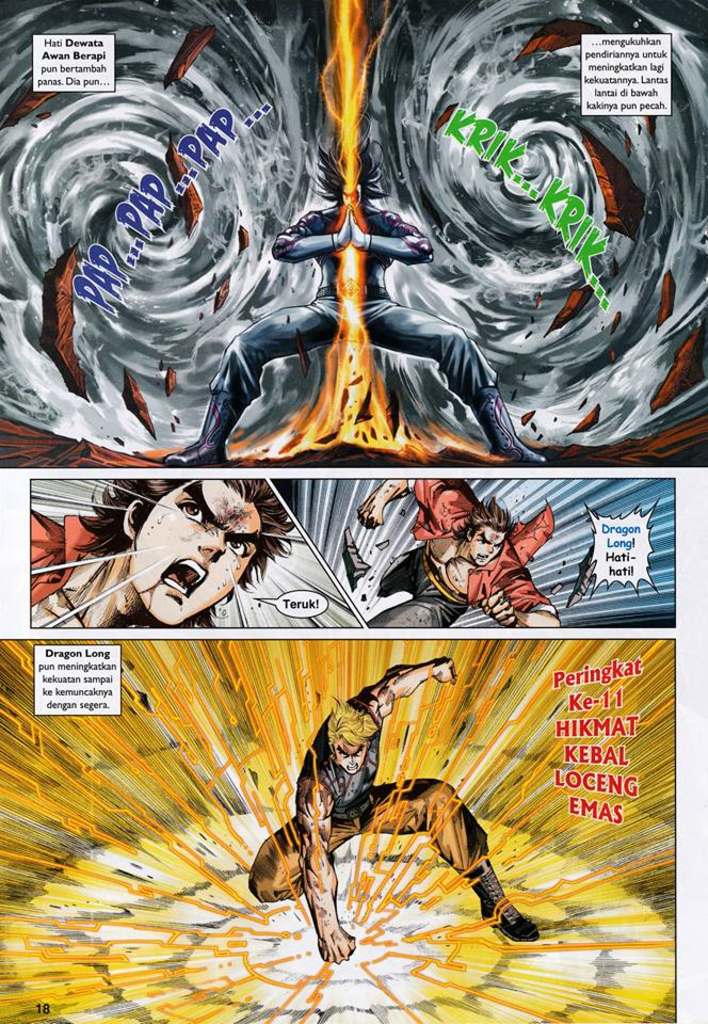 Hati Dewata
Awan Berapi
pun bertambah
panas. Dia pun...
...mengukuhkan
pendiriannya untuk
meningkatkan lagi
kekuatannya. Lantas
lantai di bawah
kakinya pun pecah.
PAP...PAP...PAP...
KRIK...KRIK...
Teruk!
Dragon
Long!
Hati-
hati!
Dragon Long
pun meningkatkan
kekuatan sampai
ke kemuncaknya
dengan segera.
Peringkat
Ke-11
HIKMAT
KEBAL
LOCENG
EMAS
18